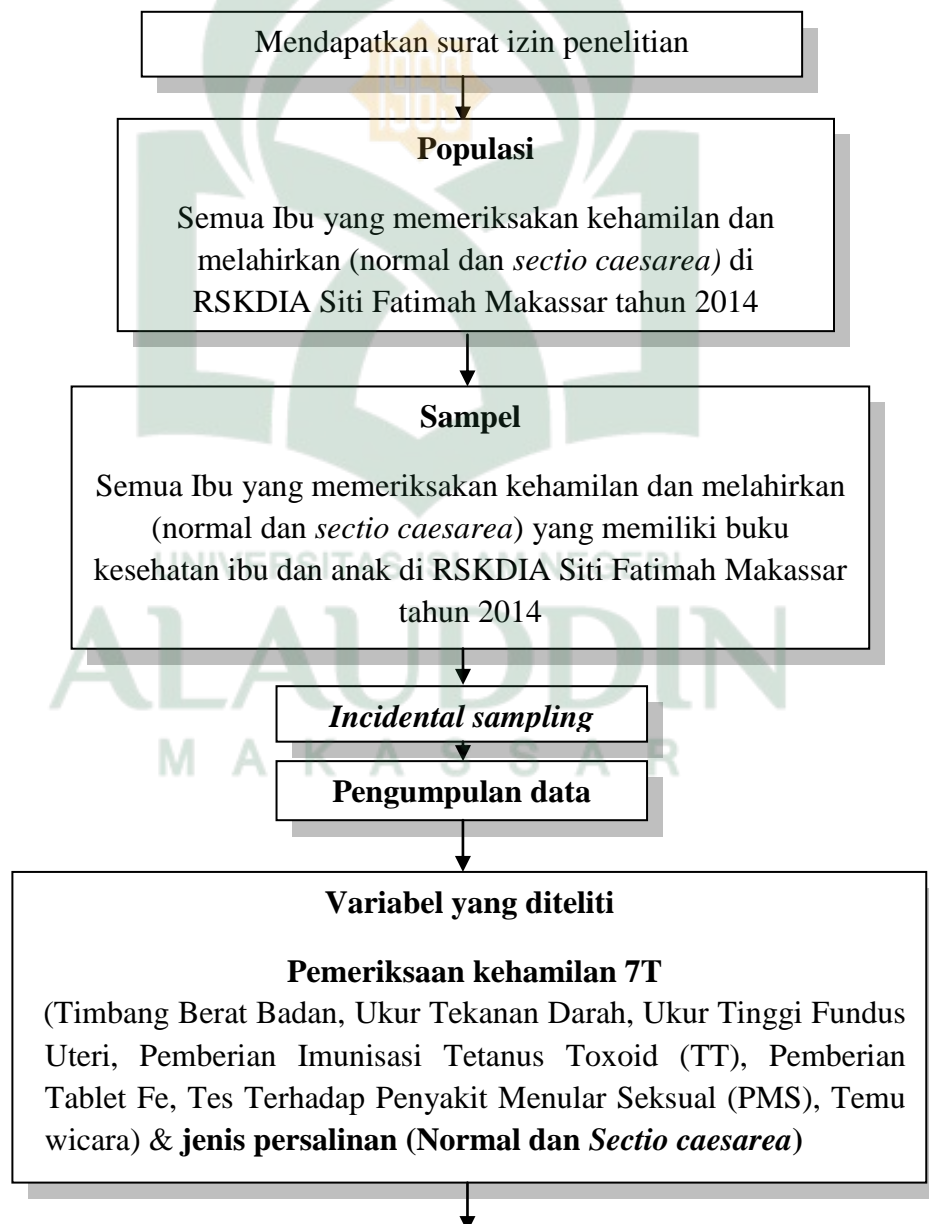 Mendapatkan surat izin penelitian
1965
Populasi
Semua Ibu yang memeriksakan kehamilan dan
melahirkan (normal dan sectio caesarea) di
RSKDIA Siti Fatimah Makassar tahun 2014
Sampel
Semua Ibu yang memeriksakan kehamilan dan melahirkan
(normal dan sectio caesarea) yang memiliki buku
UNIVERSITAS ISLAM NEGERI
kesehatan ibu dan anak di RSKDIA Siti Fatimah Makassar
tahun 2014
ALAUDDIN
Incidental sampling
MAKASSAR
Pengumpulan data
Variabel yang diteliti
Pemeriksaan kehamilan 7T
(Timbang Berat Badan, Ukur Tekanan Darah, Ukur Tinggi Fundus
Uteri, Pemberian Imunisasi Tetanus Toxoid (TT), Pemberian
Tablet Fe, Tes Terhadap Penyakit Menular Seksual (PMS), Temu
wicara) & jenis persalinan (Normal dan Sectio caesarea)